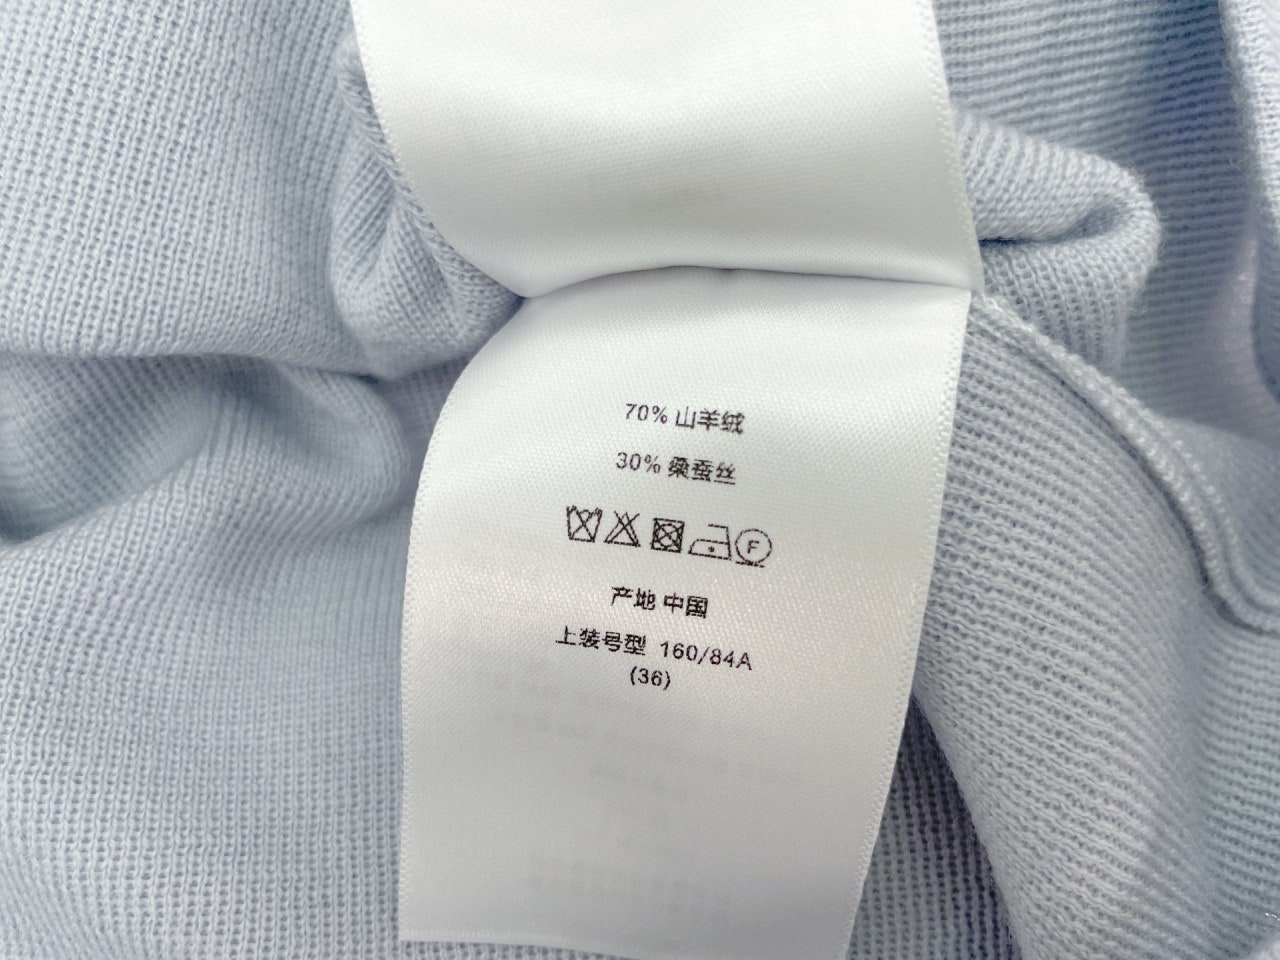 70% 山羊绒
30% 桑蚕丝
F
产地 中国
上装号型 160/84A
(36)